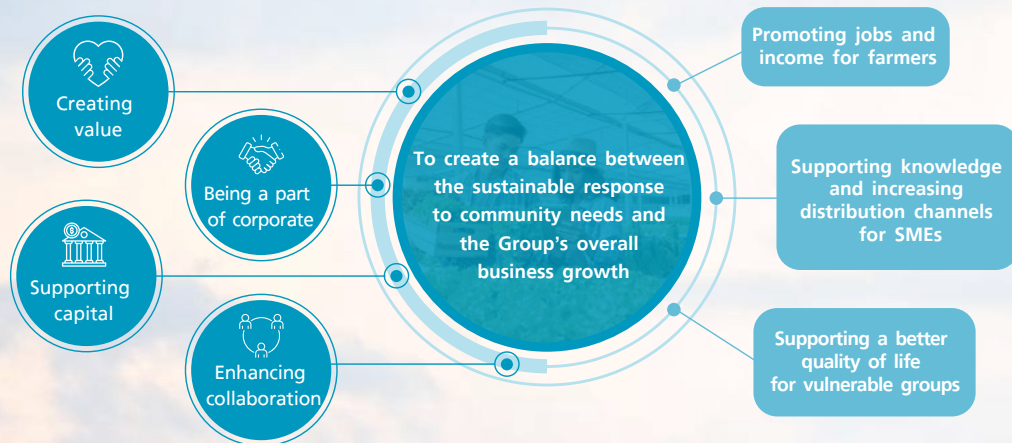 Creating
value
Being a part
of corporate
Supporting
capital
Enhancing
collaboration
To create a balance between
the sustainable response
to community needs and
the Group's overall
business growth
Promoting jobs and
income for farmers
Supporting knowledge
and increasing
distribution channels
for SMEs
Supporting a better
quality of life
for vulnerable groups